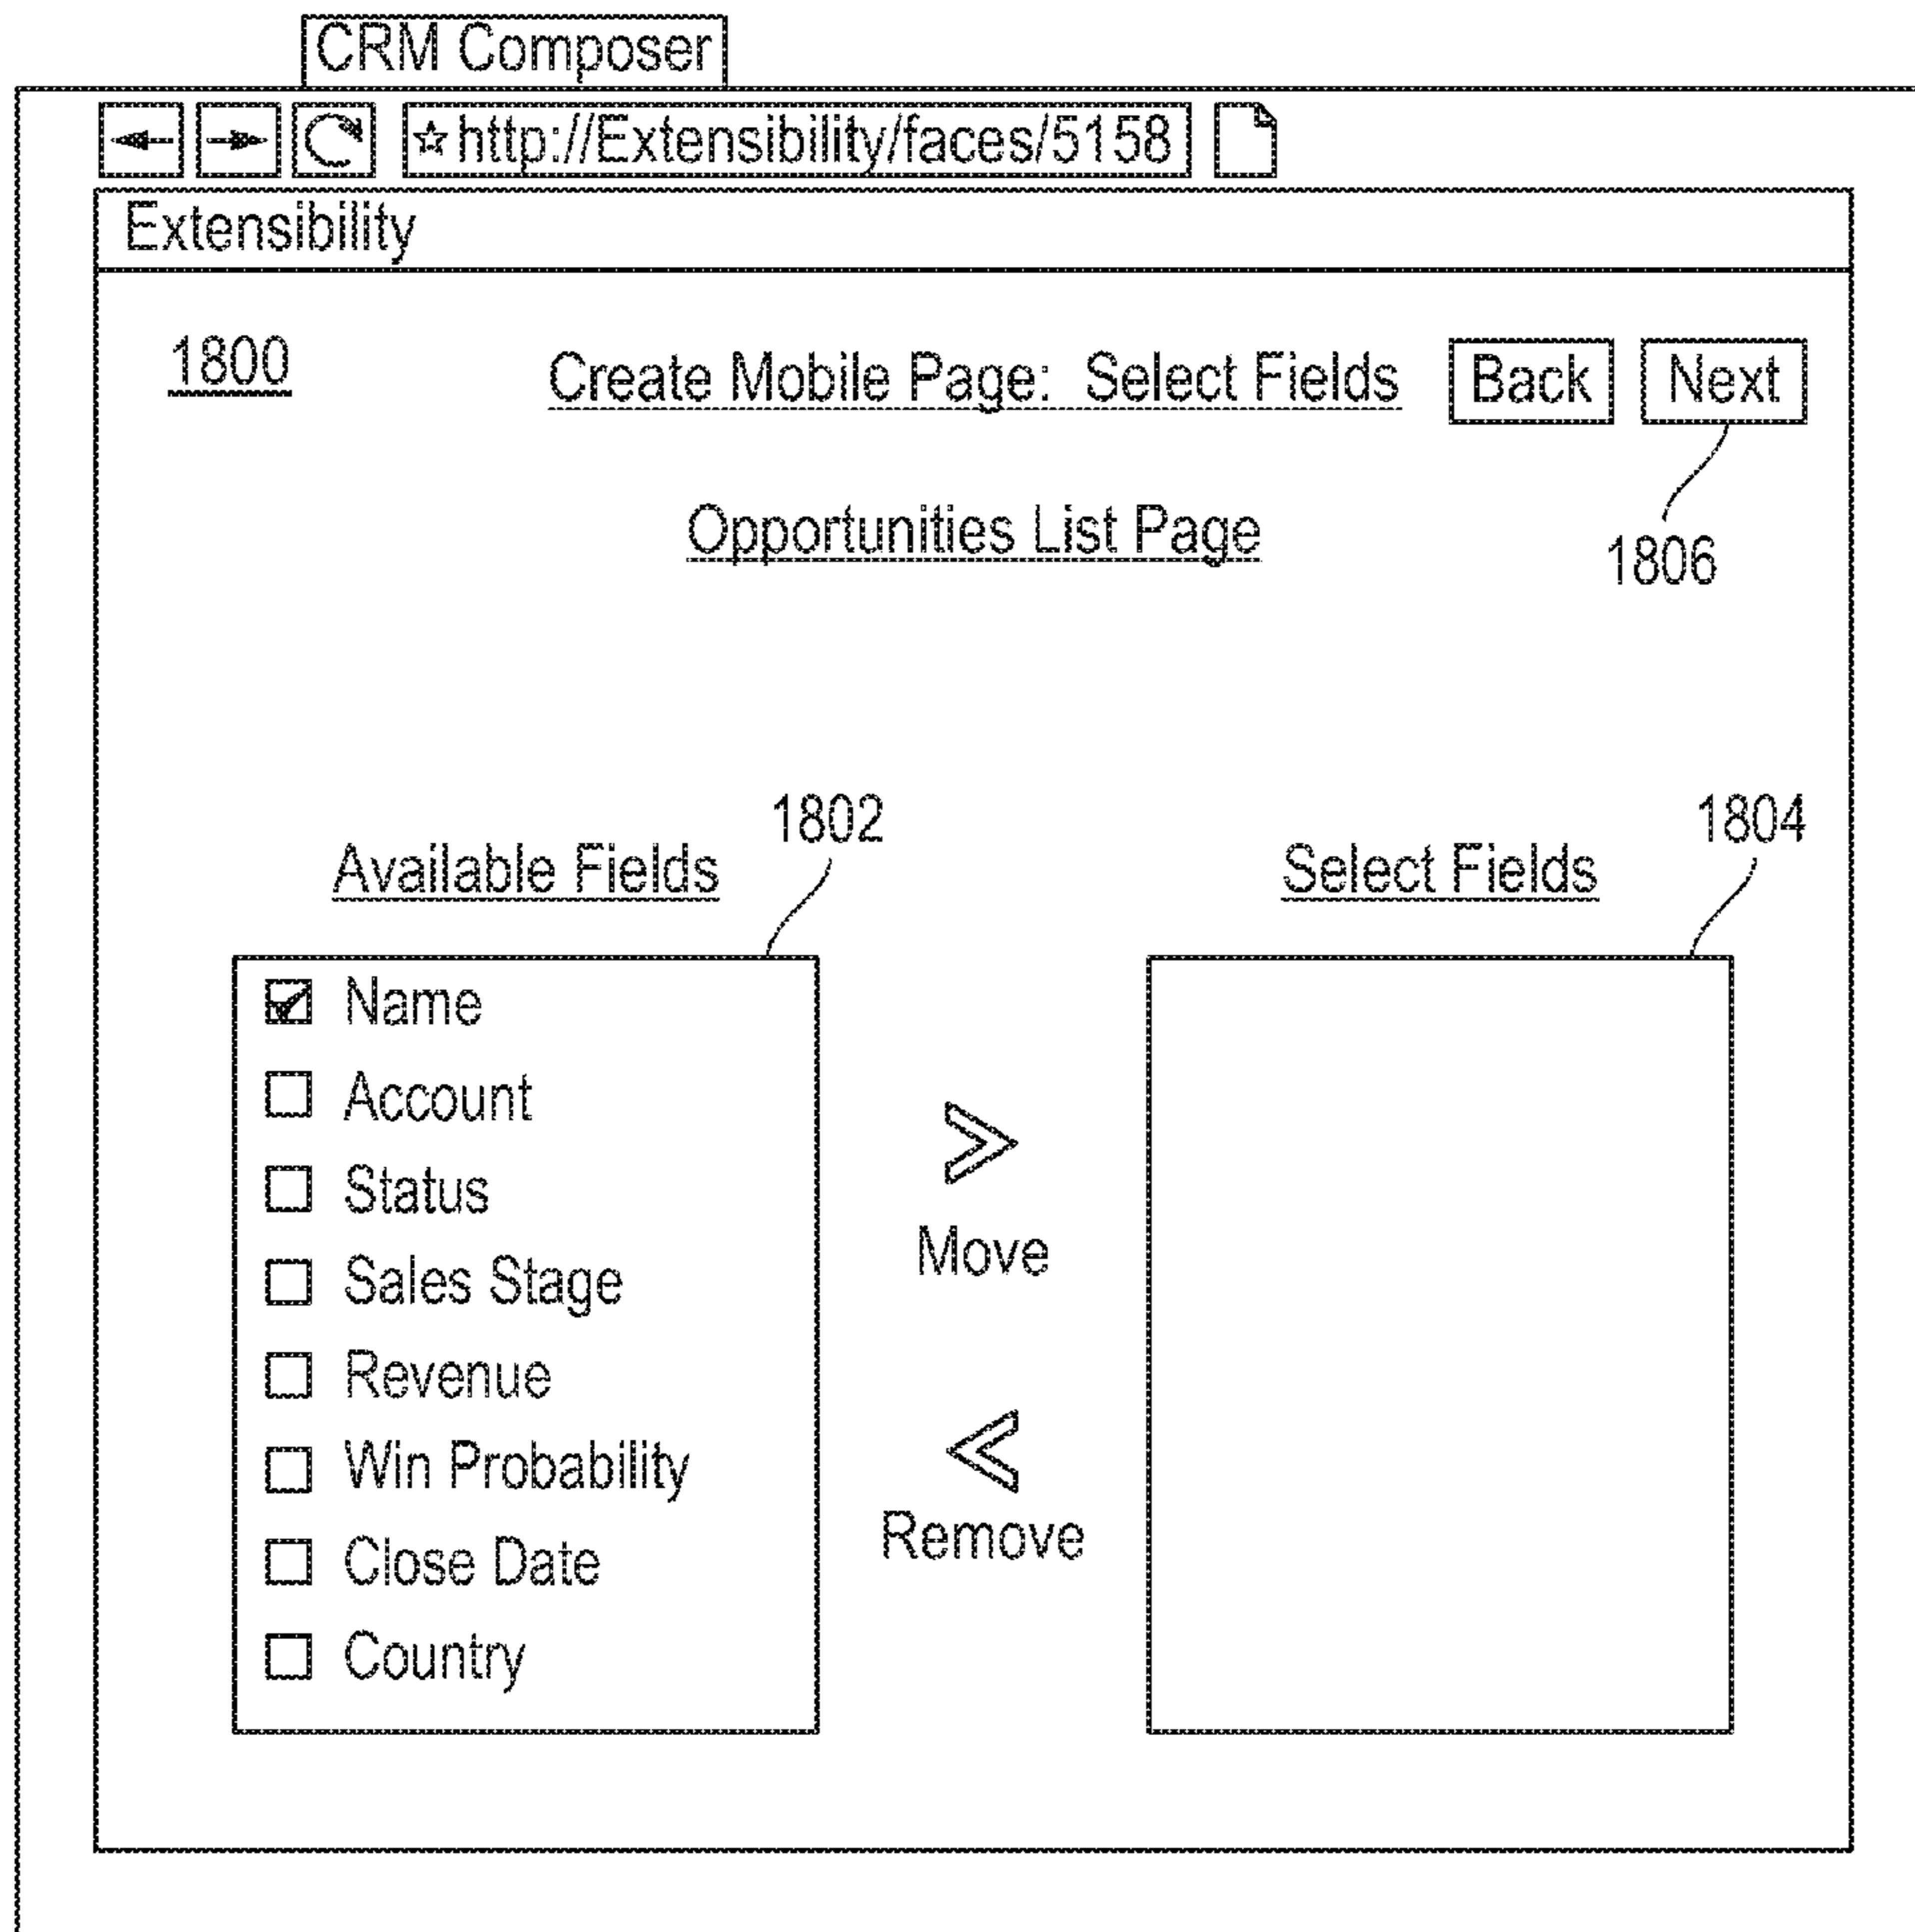 CRM Composer
http://Extensibility/faces/5158
Extensibility
1800
Create Mobile Page: Select Fields
Back
Next
1806
Opportunities List Page
1802
Available Fields
1804
Select Fields
Name
Account
Status
Sales Stage
Revenue
Win Probability
Close Date
Country
Move
Remove